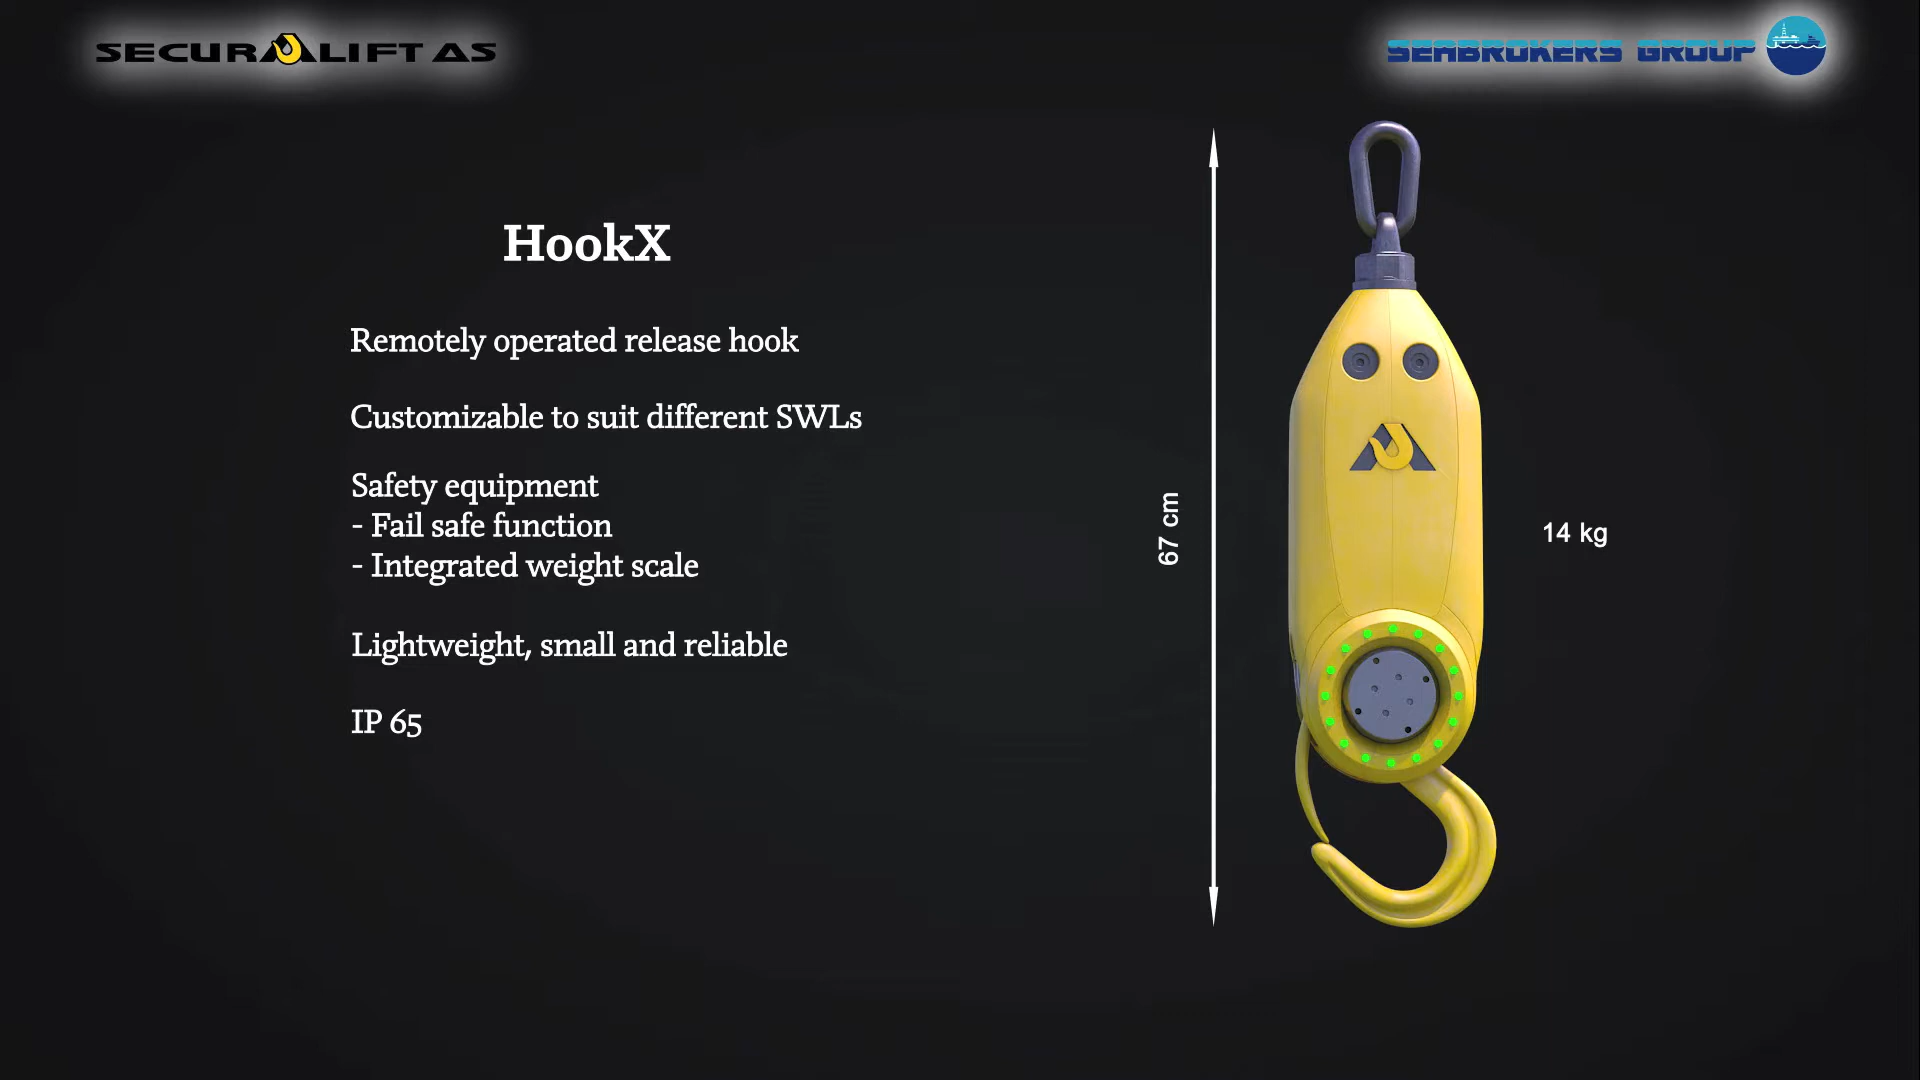 SECURALIFT AS
SEABROKERS GROUP
HookX
Remotely operated release hook
Customizable to suit different SWLs
Safety equipment
- Fail safe function
- Integrated weight scale
Lightweight, small and reliable
IP 65
67 cm
14 kg